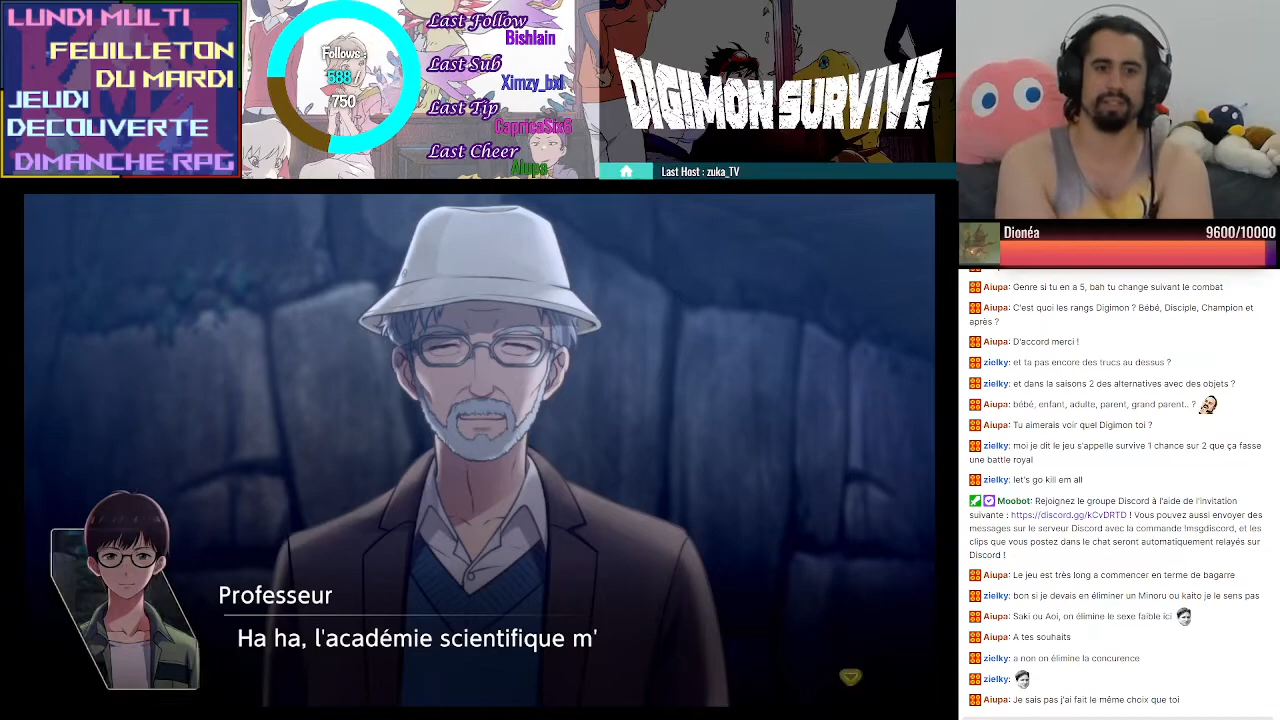 LUNDI MULTI
FEUILLETON
DU MARDI
JEUDI
DECOUVERTE
DIMANCHE RPG
Follows :
588 /
750
Last Follow
Bishlain
Last Sub
Ximzy_bxl
Last Tip
CapricaSix6
Last Cheer
Aiupa
DIGIMON SURVIVE
Last Host : zuka_TV
Dionéa 9600/10000
Aiupa: Genre si tu en a 5, bah tu change suivant le combat
Aiupa: C'est quoi les rangs Digimon ? Bébé, Disciple, Champion et
après ?
Aiupa: D'accord merci !
zielky: et ta pas encore des trucs au dessus ?
zielky: et dans la saisons 2 des alternatives avec des objets ?
Aiupa: bébé, enfant, adulte, parent, grand parent.. ?
Aiupa: Tu aimerais voir quel Digimon toi ?
zielky: moi je dit le jeu s'appelle survive 1 chance sur 2 que ça fasse
une battle royal
zielky: let's go kill em all
Moobot: Rejoignez le groupe Discord à l'aide de l'invitation
suivante : https://discord.gg/kCvDRTD ! Vous pouvez aussi envoyer des
messages sur le serveur Discord avec la commande !msgdiscord, et les
clips que vous postez dans le chat seront automatiquement relayés sur
Discord !
Aiupa: Le jeu est très long a commencer en terme de bagarre
zielky: bon si je devais en éliminer un Minoru ou kaito je le sens pas
Aiupa: Saki ou Aoi, on élimine le sexe faible ici
Aiupa: A tes souhaits
zielky: a non on élimine la concurence
zielky:
Aiupa: Je sais pas j'ai fait le même choix que toi
Professeur
Ha ha, l'académie scientifique m'